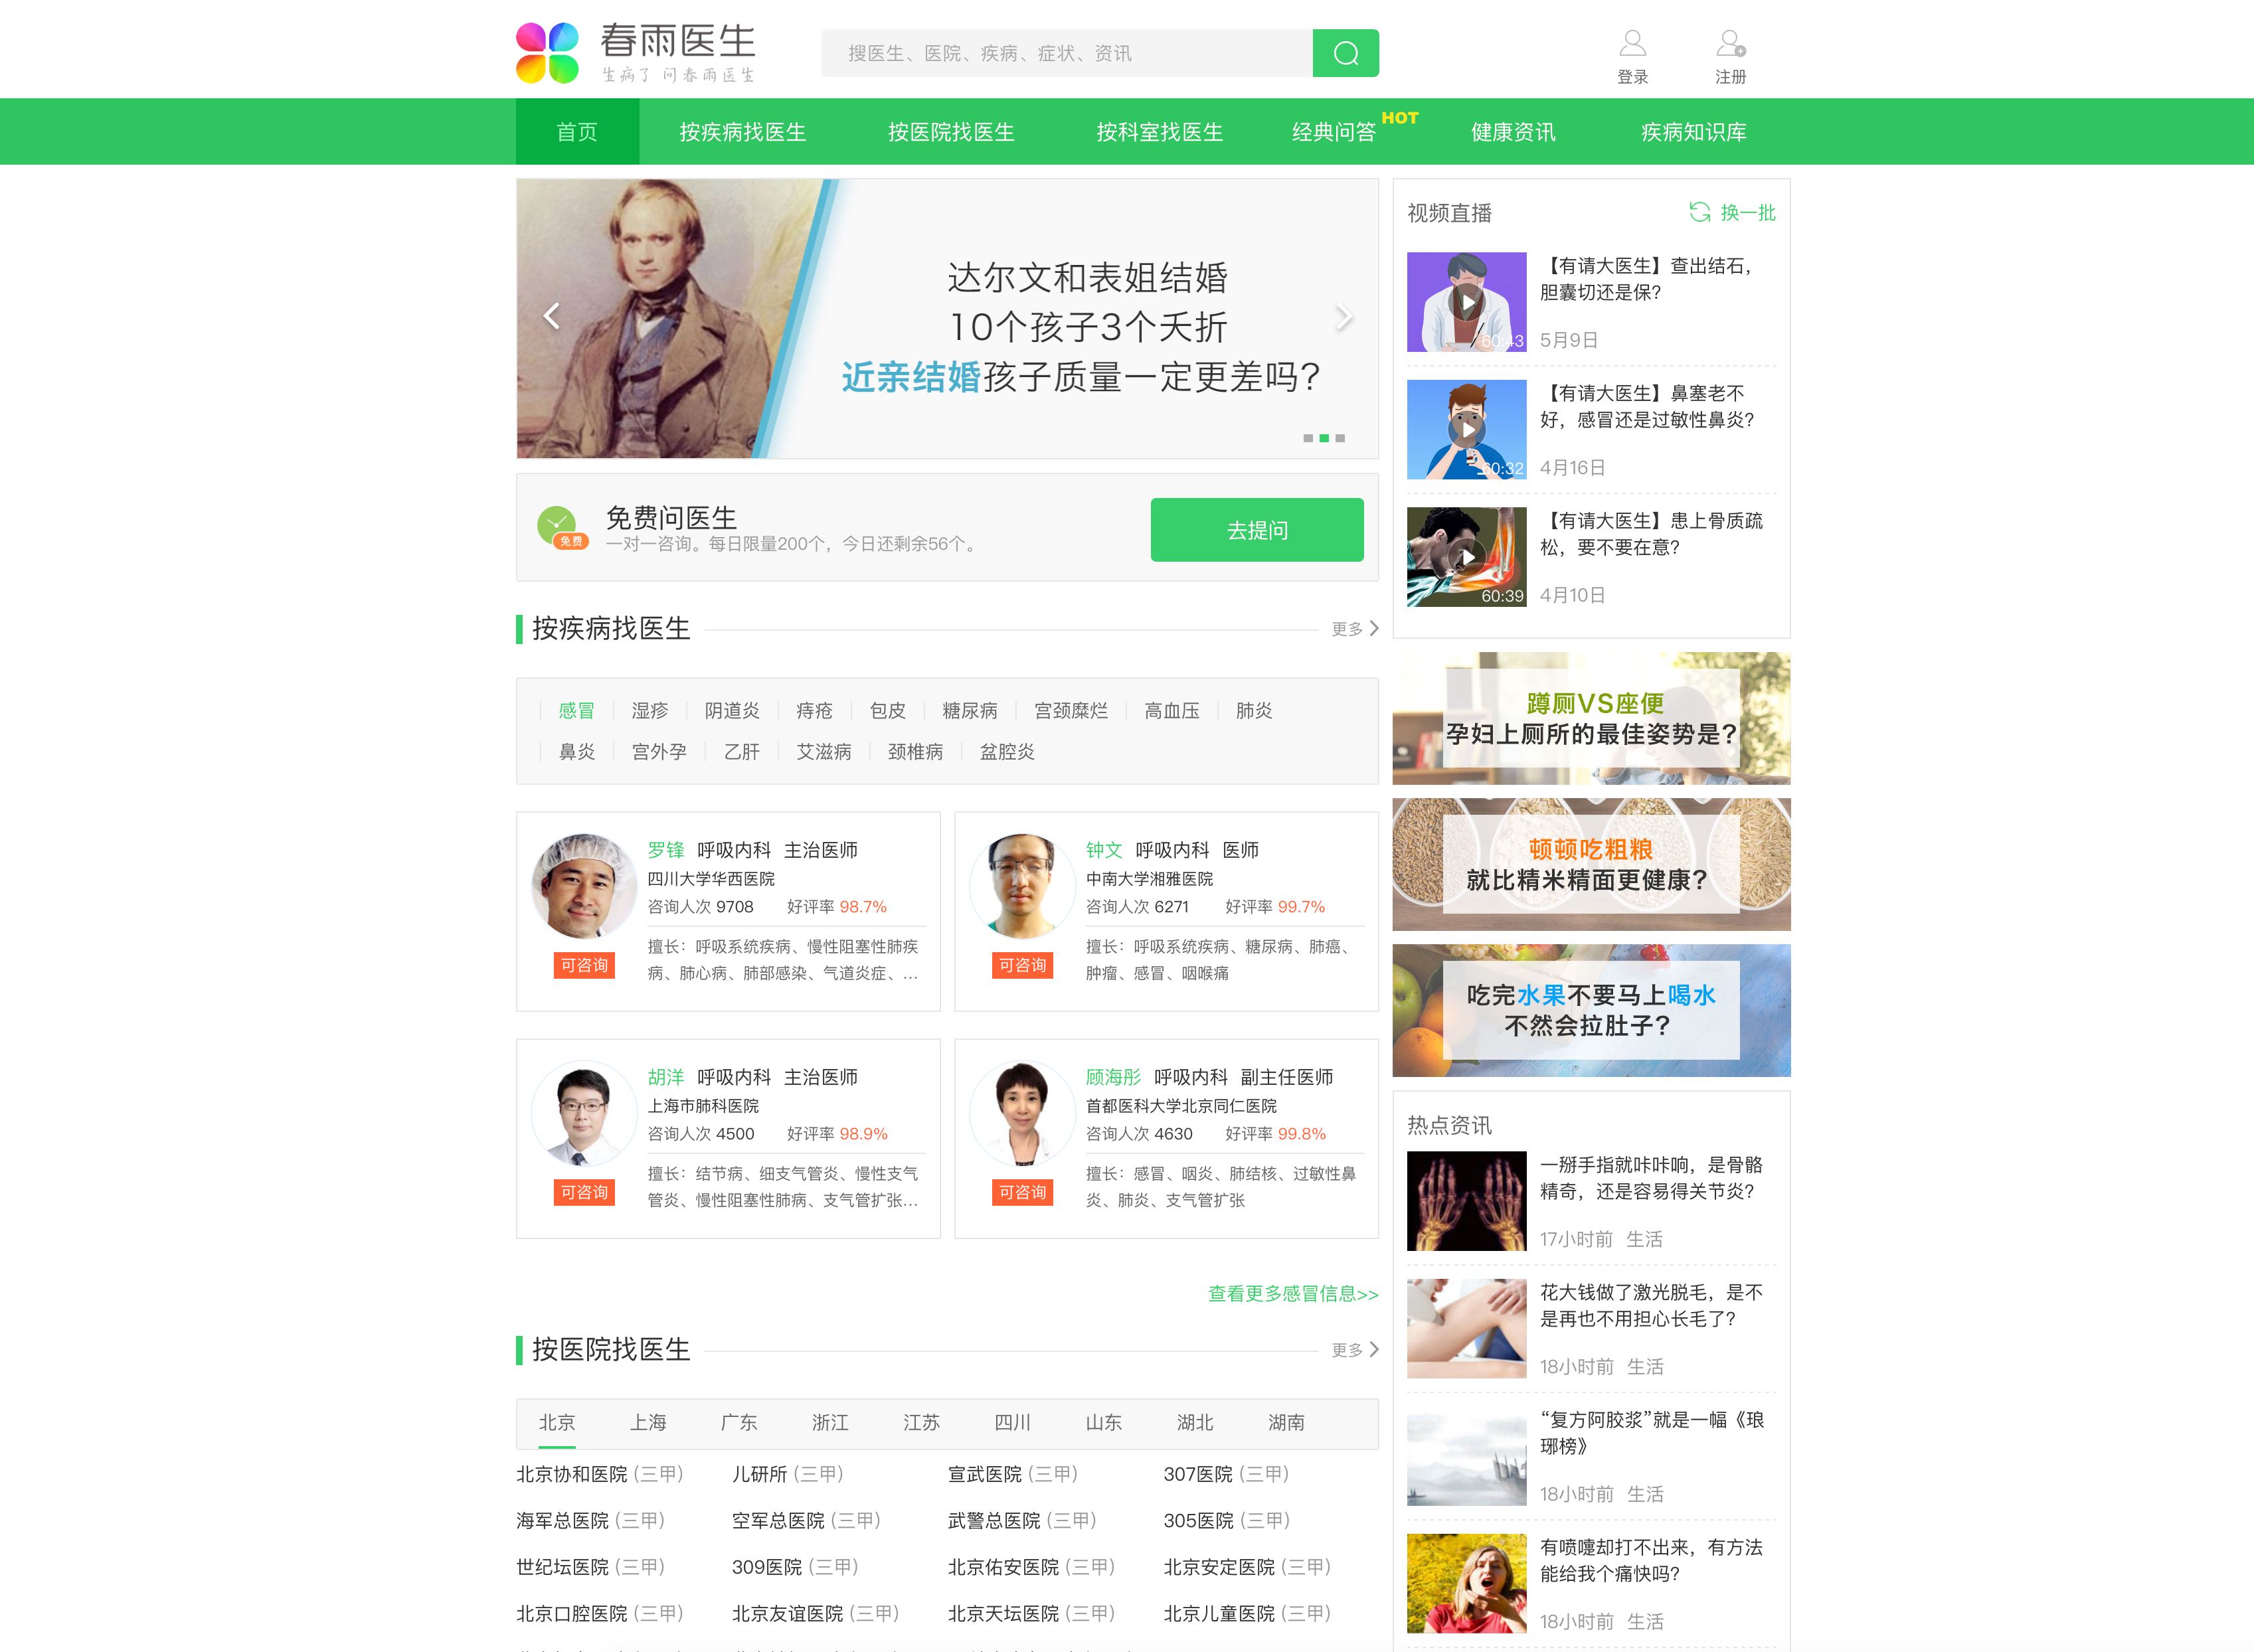 春雨医生
生病了 问春雨医生
搜医生、医院、疾病、症状、资讯
登录
注册
首页
按疾病找医生
按医院找医生
按科室找医生
经典问答
HOT
健康资讯
疾病知识库
达尔文和表姐结婚
10个孩子3个夭折
近亲结婚孩子质量一定更差吗？
免费
免费问医生
一对一咨询。每日限量200个，今日还剩余56个。
去提问
按疾病找医生
更多
感冒 湿疹 阴道炎 痔疮 包皮 糖尿病 宫颈糜烂 高血压 肺炎
鼻炎 宫外孕 乙肝 艾滋病 颈椎病 盆腔炎
罗锋 呼吸内科 主治医师
四川大学华西医院
咨询人次 9708 好评率 98.7%
擅长：呼吸系统疾病、慢性阻塞性肺疾
病、肺心病、肺部感染、气道炎症、...
可咨询
钟文 呼吸内科 医师
中南大学湘雅医院
咨询人次 6271 好评率 99.7%
擅长：呼吸系统疾病、糖尿病、肺癌、
肿瘤、感冒、咽喉痛
可咨询
胡洋 呼吸内科 主治医师
上海市肺科医院
咨询人次 4500 好评率 98.9%
擅长：结节病、细支气管炎、慢性支气
管炎、慢性阻塞性肺病、支气管扩张...
可咨询
顾海彤 呼吸内科 副主任医师
首都医科大学北京同仁医院
咨询人次 4630 好评率 99.8%
擅长：感冒、咽炎、肺结核、过敏性鼻
炎、肺炎、支气管扩张
可咨询
查看更多感冒信息>>
按医院找医生
更多
北京 上海 广东 浙江 江苏 四川 山东 湖北 湖南
北京协和医院 (三甲) 儿研所 (三甲) 宣武医院 (三甲) 307医院 (三甲)
海军总医院 (三甲) 空军总医院 (三甲) 武警总医院 (三甲) 305医院 (三甲)
世纪坛医院 (三甲) 309医院 (三甲) 北京佑安医院 (三甲) 北京安定医院 (三甲)
北京口腔医院 (三甲) 北京友谊医院 (三甲) 北京天坛医院 (三甲) 北京儿童医院 (三甲)
视频直播
换一批
【有请大医生】查出结石，
胆囊切还是保？
60:43
5月9日
【有请大医生】鼻塞老不
好，感冒还是过敏性鼻炎？
60:32
4月16日
【有请大医生】患上骨质疏
松，要不要在意？
60:39
4月10日
蹲厕VS座便
孕妇上厕所的最佳姿势是？
顿顿吃粗粮
就比精米精面更健康？
吃完水果不要马上喝水
不然会拉肚子？
热点资讯
一掰手指就咔咔响，是骨骼
精奇，还是容易得关节炎？
17小时前 生活
花大钱做了激光脱毛，是不
是再也不用担心长毛了？
18小时前 生活
“复方阿胶浆”就是一幅《琅
琊榜》
18小时前 生活
有喷嚏却打不出来，有方法
能给我个痛快吗？
18小时前 生活